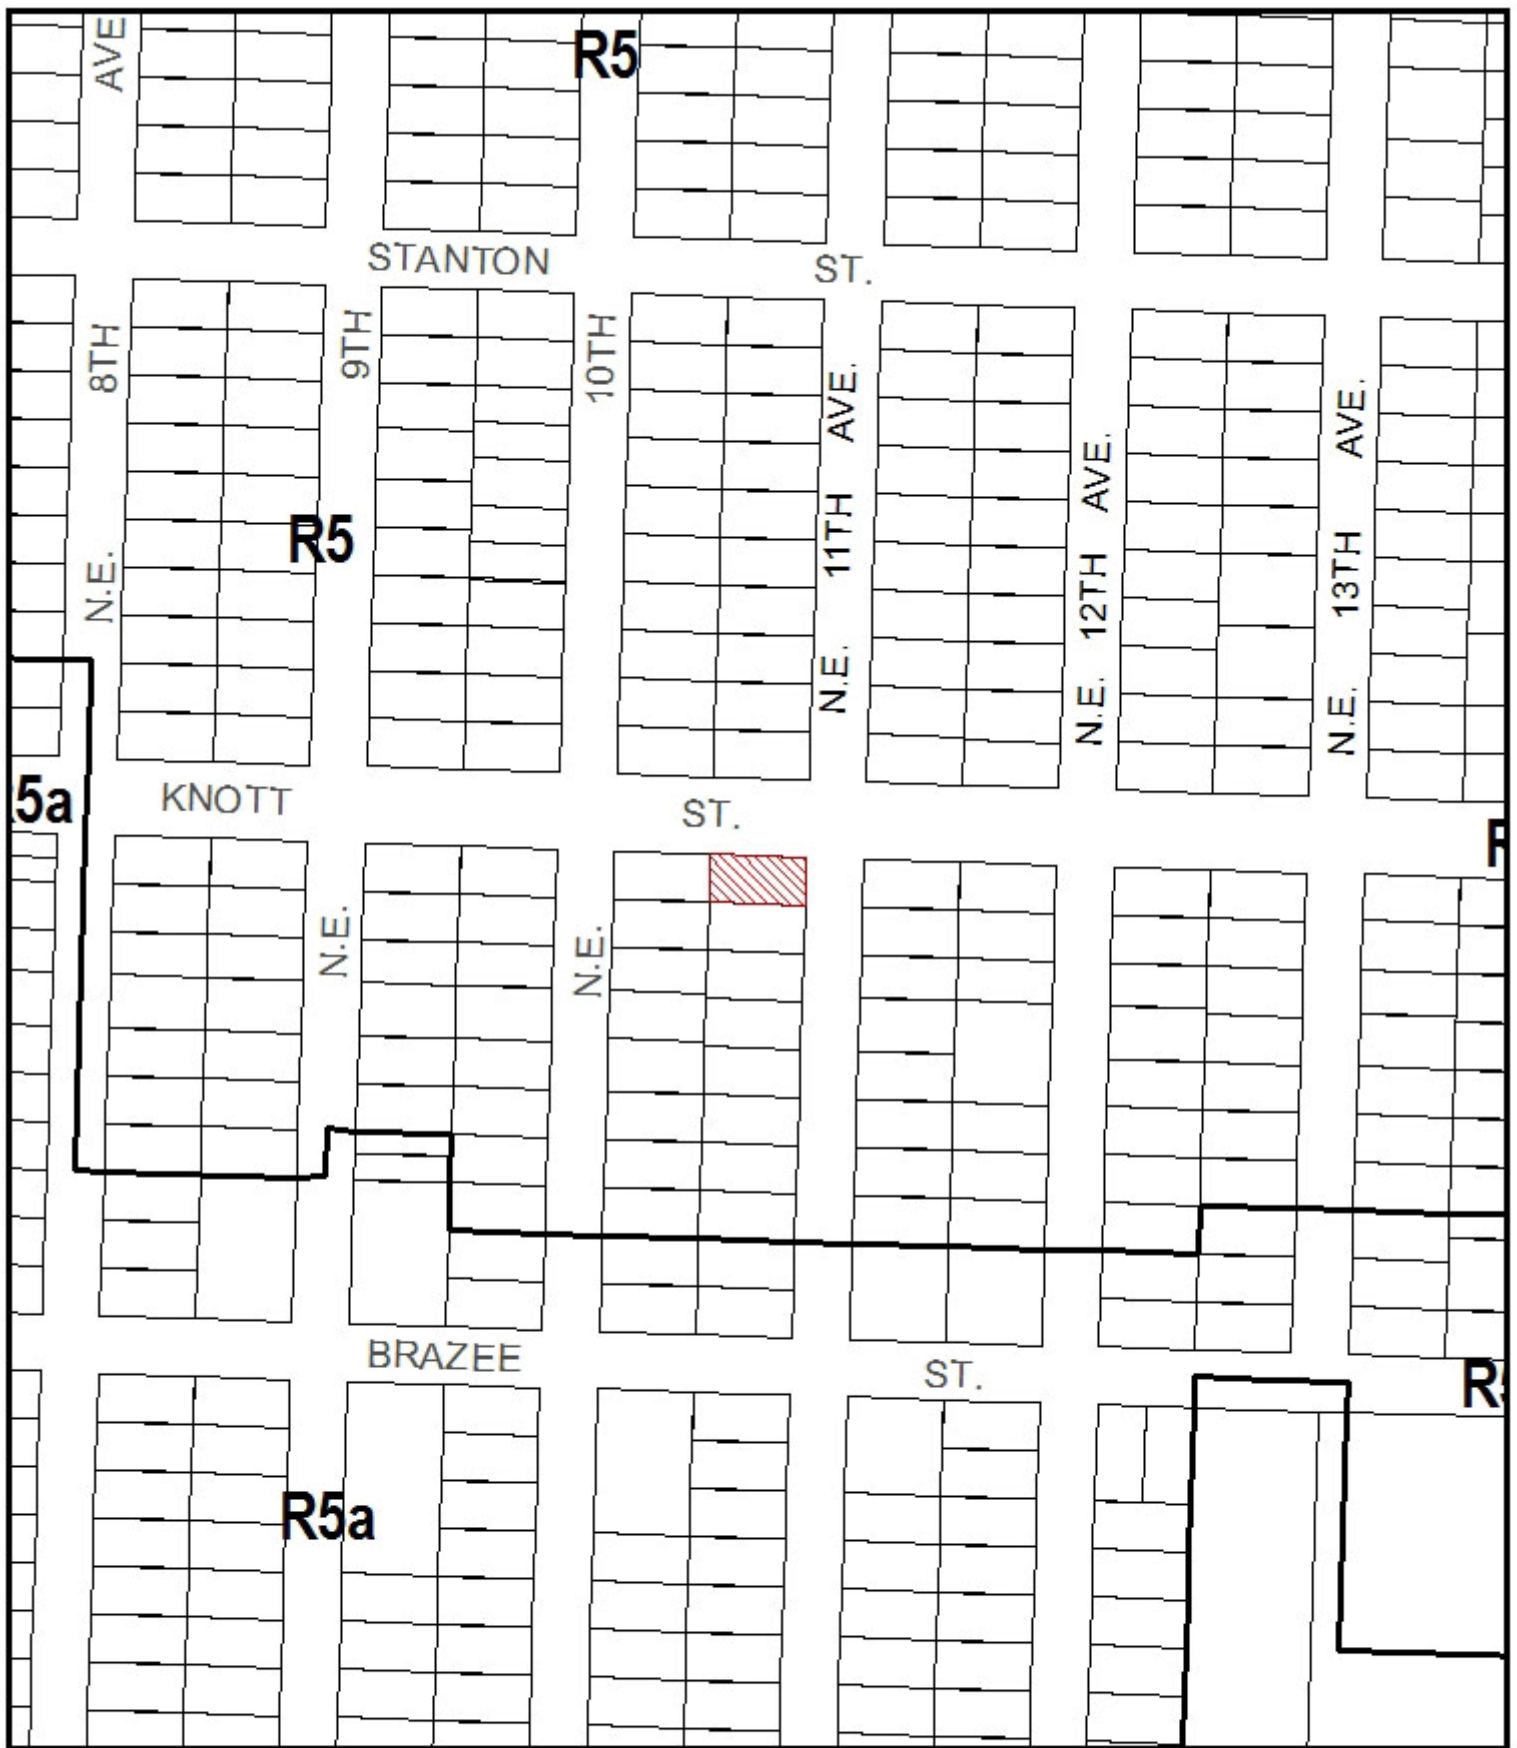 AVE
R5
STANTON ST.
8TH
9TH
10TH
N.E. 11TH AVE.
N.E. 12TH AVE.
N.E. 13TH AVE.
R5
N.E.
5a
KNOTT ST.
R
N.E.
N.E.
BRAZEE ST.
R5
R5a